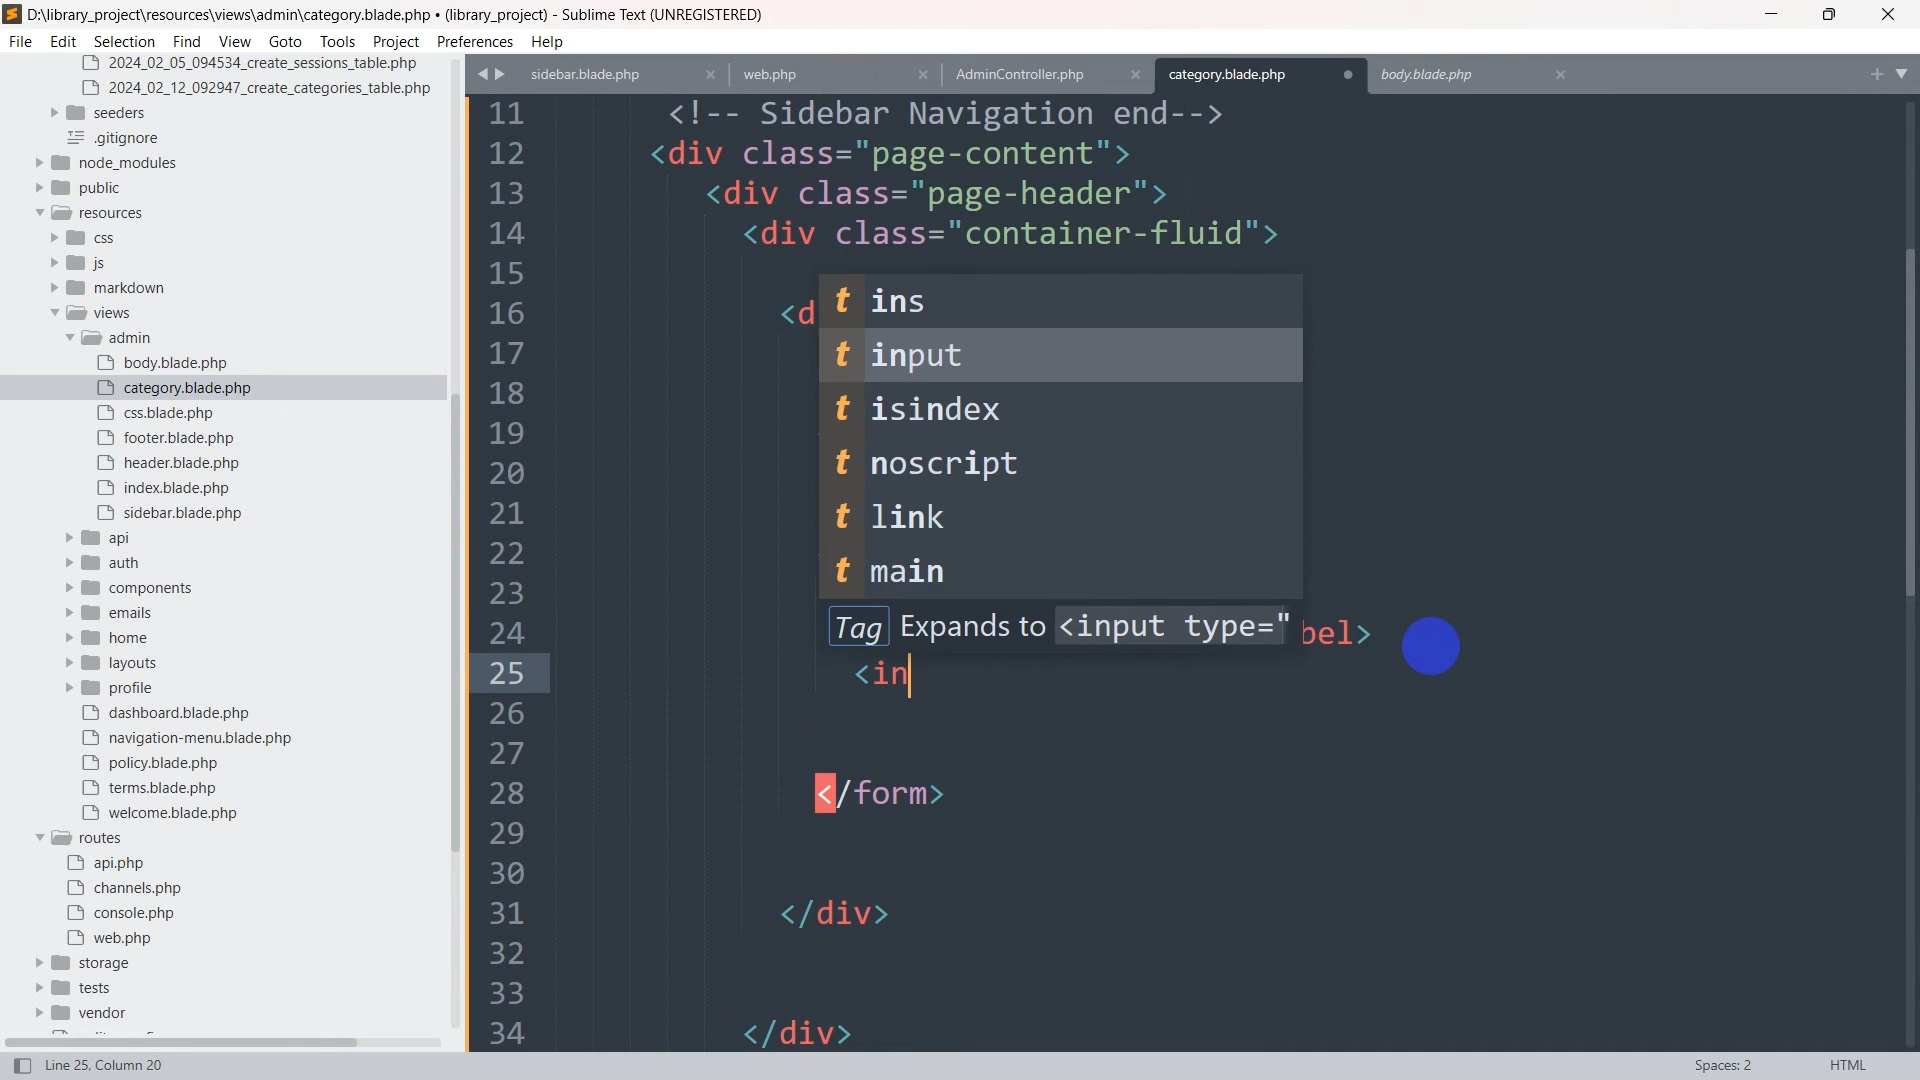 D:\library_project\resources\views\admin\category.blade.php • (library_project) - Sublime Text (UNREGISTERED)
File Edit Selection Find View Goto Tools Project Preferences Help
2024_02_05_094534_create_sessions_table.php
2024_02_12_092947_create_categories_table.php
seeders
.gitignore
node_modules
public
resources
css
js
markdown
views
admin
body.blade.php
category.blade.php
css.blade.php
footer.blade.php
header.blade.php
index.blade.php
sidebar.blade.php
api
auth
components
emails
home
layouts
profile
dashboard.blade.php
navigation-menu.blade.php
policy.blade.php
terms.blade.php
welcome.blade.php
routes
api.php
channels.php
console.php
web.php
storage
tests
vendor
sidebar.blade.php web.php AdminController.php category.blade.php body.blade.php
11 <!-- Sidebar Navigation end-->
12 <div class="page-content">
13 <div class="page-header">
14 <div class="container-fluid">
15
16 <d
17
18
19
20
21
22
23
24 bel>
25 <in
26
27
28 </form>
29
30
31 </div>
32
33
34 </div>
t ins
t input
t isindex
t noscript
t link
t main
Tag Expands to <input type="
Line 25, Column 20
Spaces: 2
HTML